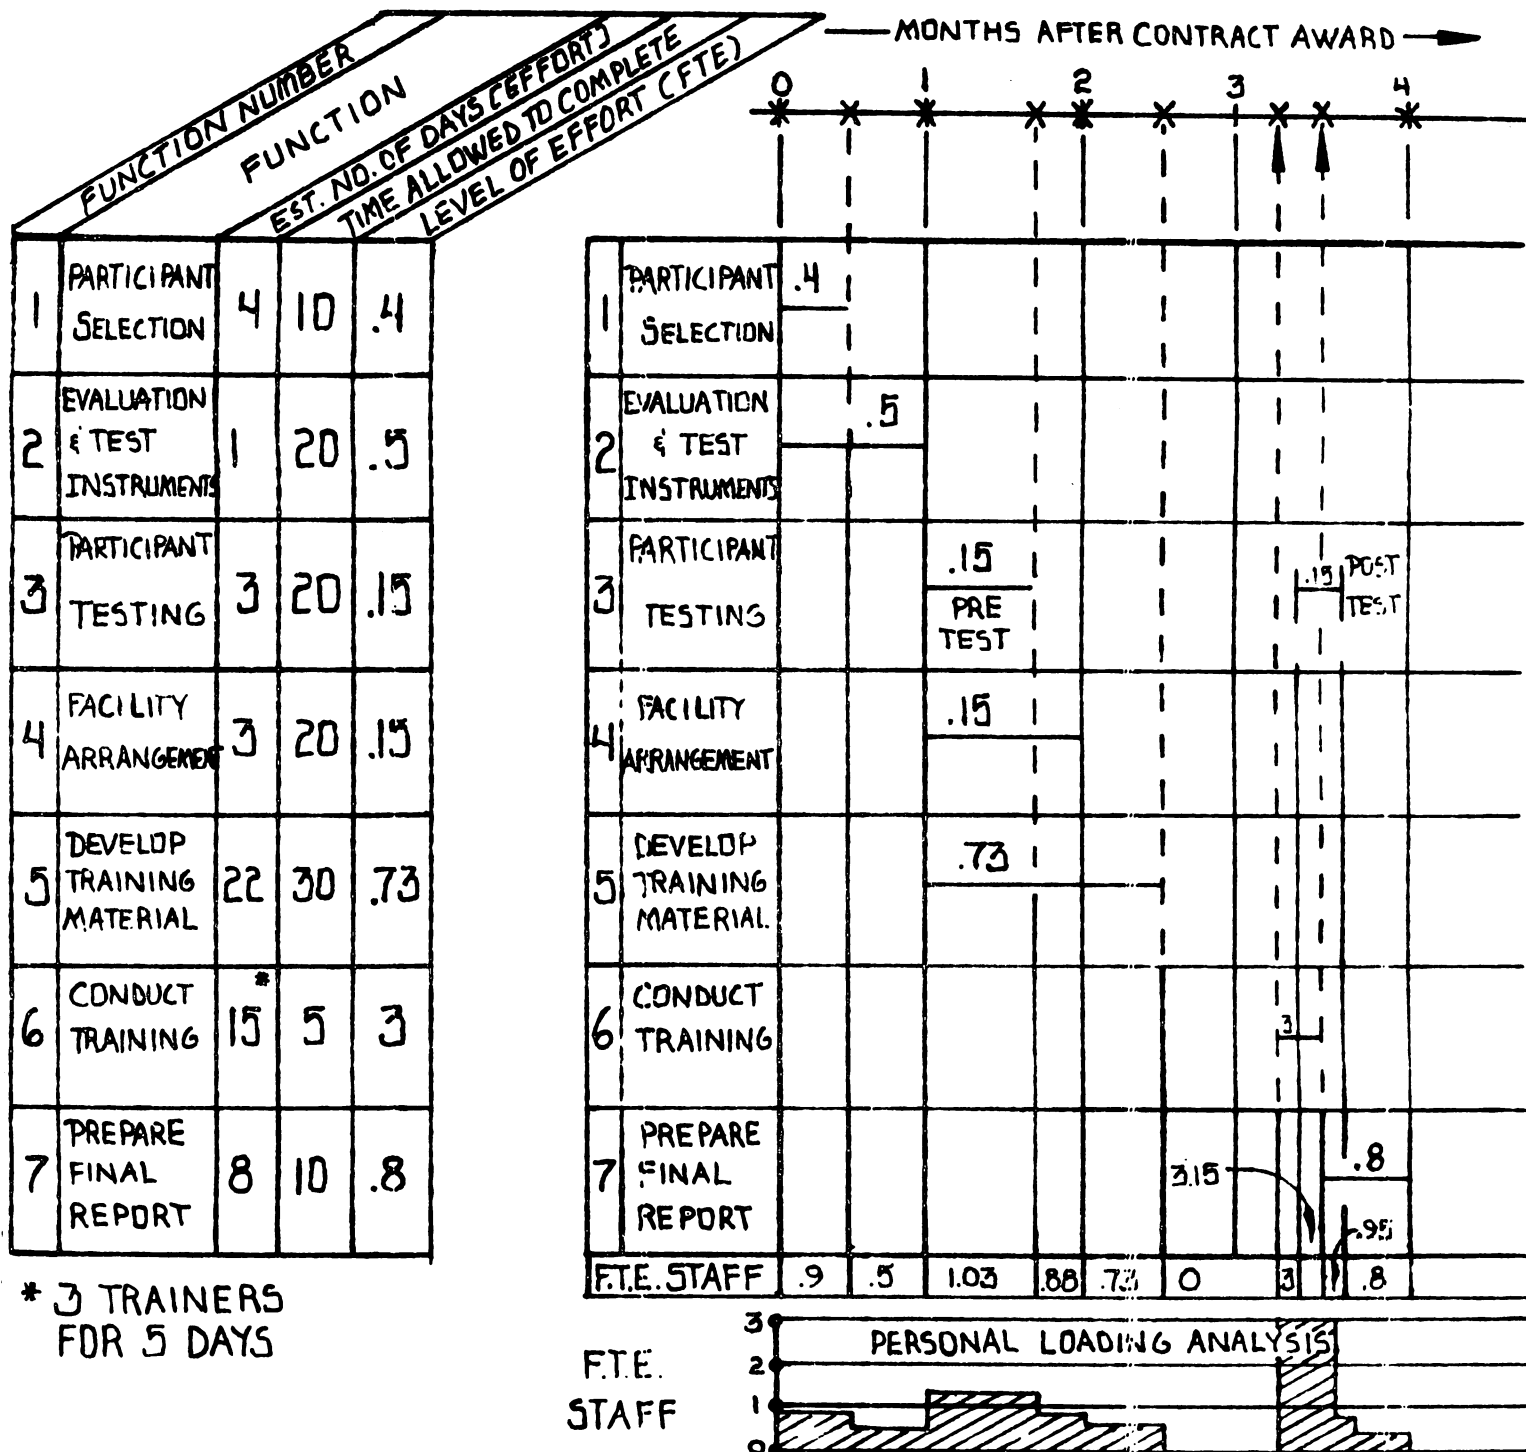 MONTHS AFTER CONTRACT AWARD
FUNCTION NUMBER
FUNCTION
EST. NO. OF DAYS [EFFORT]
TIME ALLOWED TO COMPLETE
LEVEL OF EFFORT (FTE)
0 1 2 3 4
1 PARTICIPANT SELECTION 4 10 .4
2 EVALUATION & TEST INSTRUMENTS 1 20 .5
3 PARTICIPANT TESTING 3 20 .15
4 FACILITY ARRANGEMENT 3 20 .15
5 DEVELOP TRAINING MATERIAL 22 30 .73
6 CONDUCT TRAINING 15* 5 3
7 PREPARE FINAL REPORT 8 10 .8
* 3 TRAINERS
FOR 5 DAYS
1 PARTICIPANT SELECTION .4
2 EVALUATION & TEST INSTRUMENTS .5
3 PARTICIPANT TESTING .15 PRE TEST .15 POST TEST
4 FACILITY ARRANGEMENT .15
5 DEVELOP TRAINING MATERIAL .73
6 CONDUCT TRAINING 3
7 PREPARE FINAL REPORT 3.15 .8 .95
F.T.E. STAFF .9 .5 1.03 .88 .73 0 3 .8
PERSONAL LOADING ANALYSIS
F.T.E.
STAFF
3
2
1
0